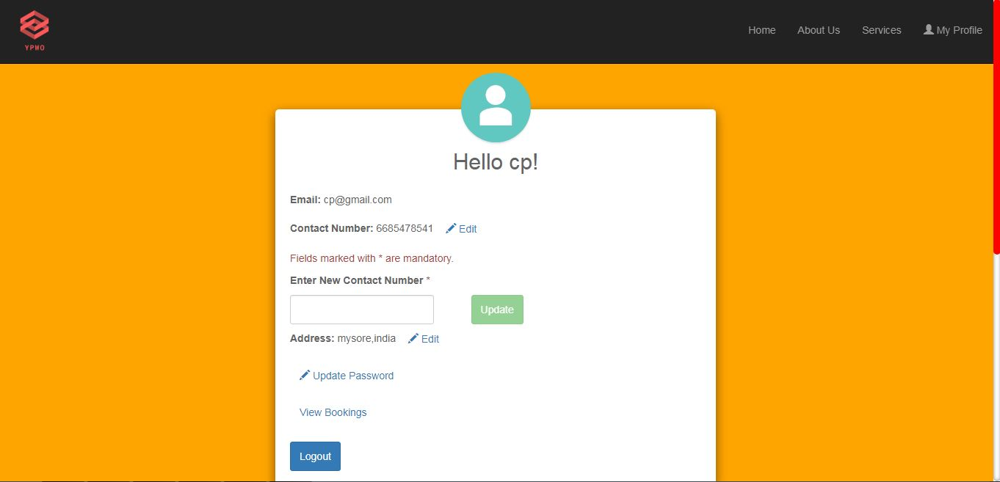 YPWO
Home About Us Services My Profile
Hello cp!
Email: cp@gmail.com
Contact Number: 6685478541 Edit
Fields marked with * are mandatory.
Enter New Contact Number *
Update
Address: mysore,india Edit
Update Password
View Bookings
Logout